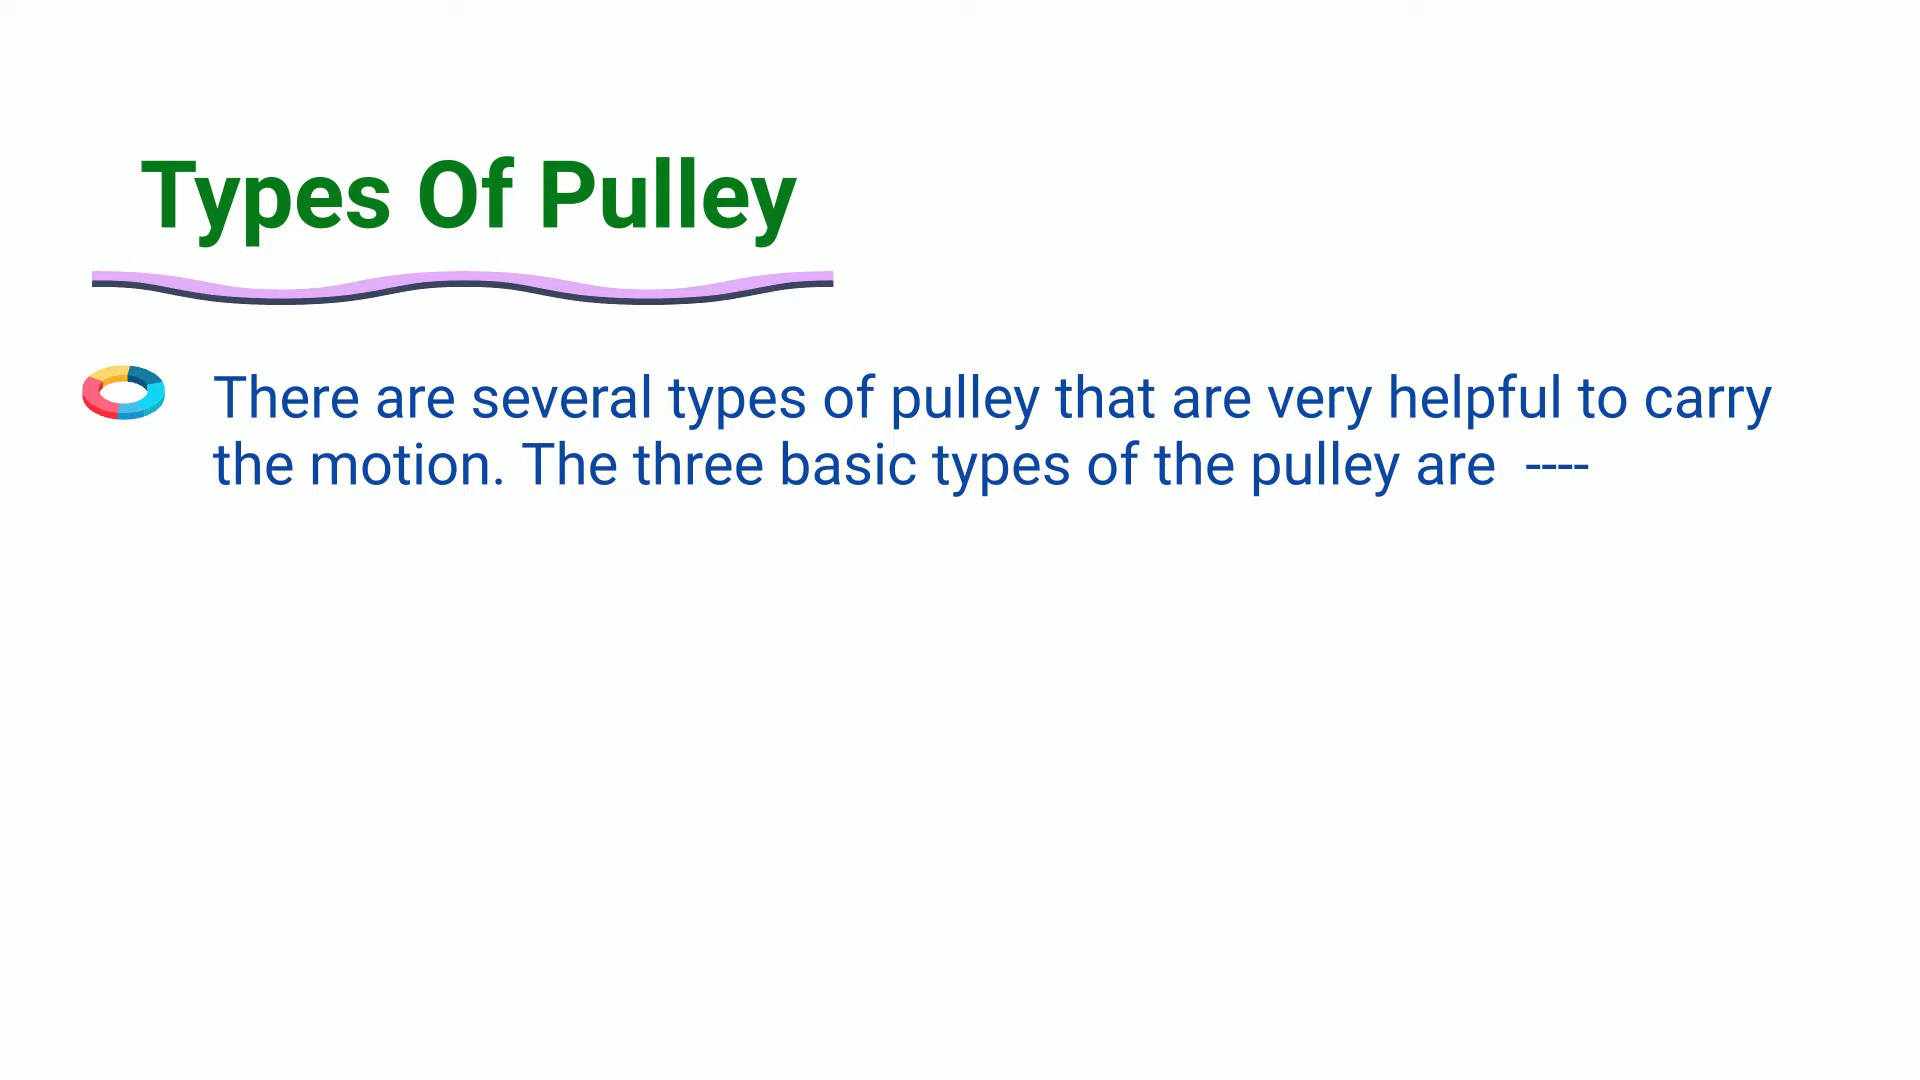 Types Of Pulley
There are several types of pulley that are very helpful to carry
the motion. The three basic types of the pulley are  ----